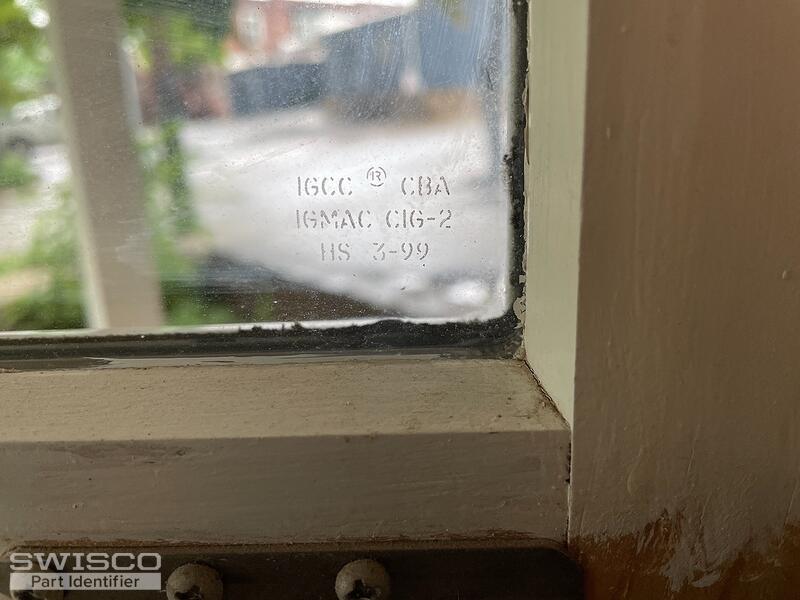 IGCC ® CBA
IGMAC CIG-2
HS 3-99
SWISCO
Part Identifier